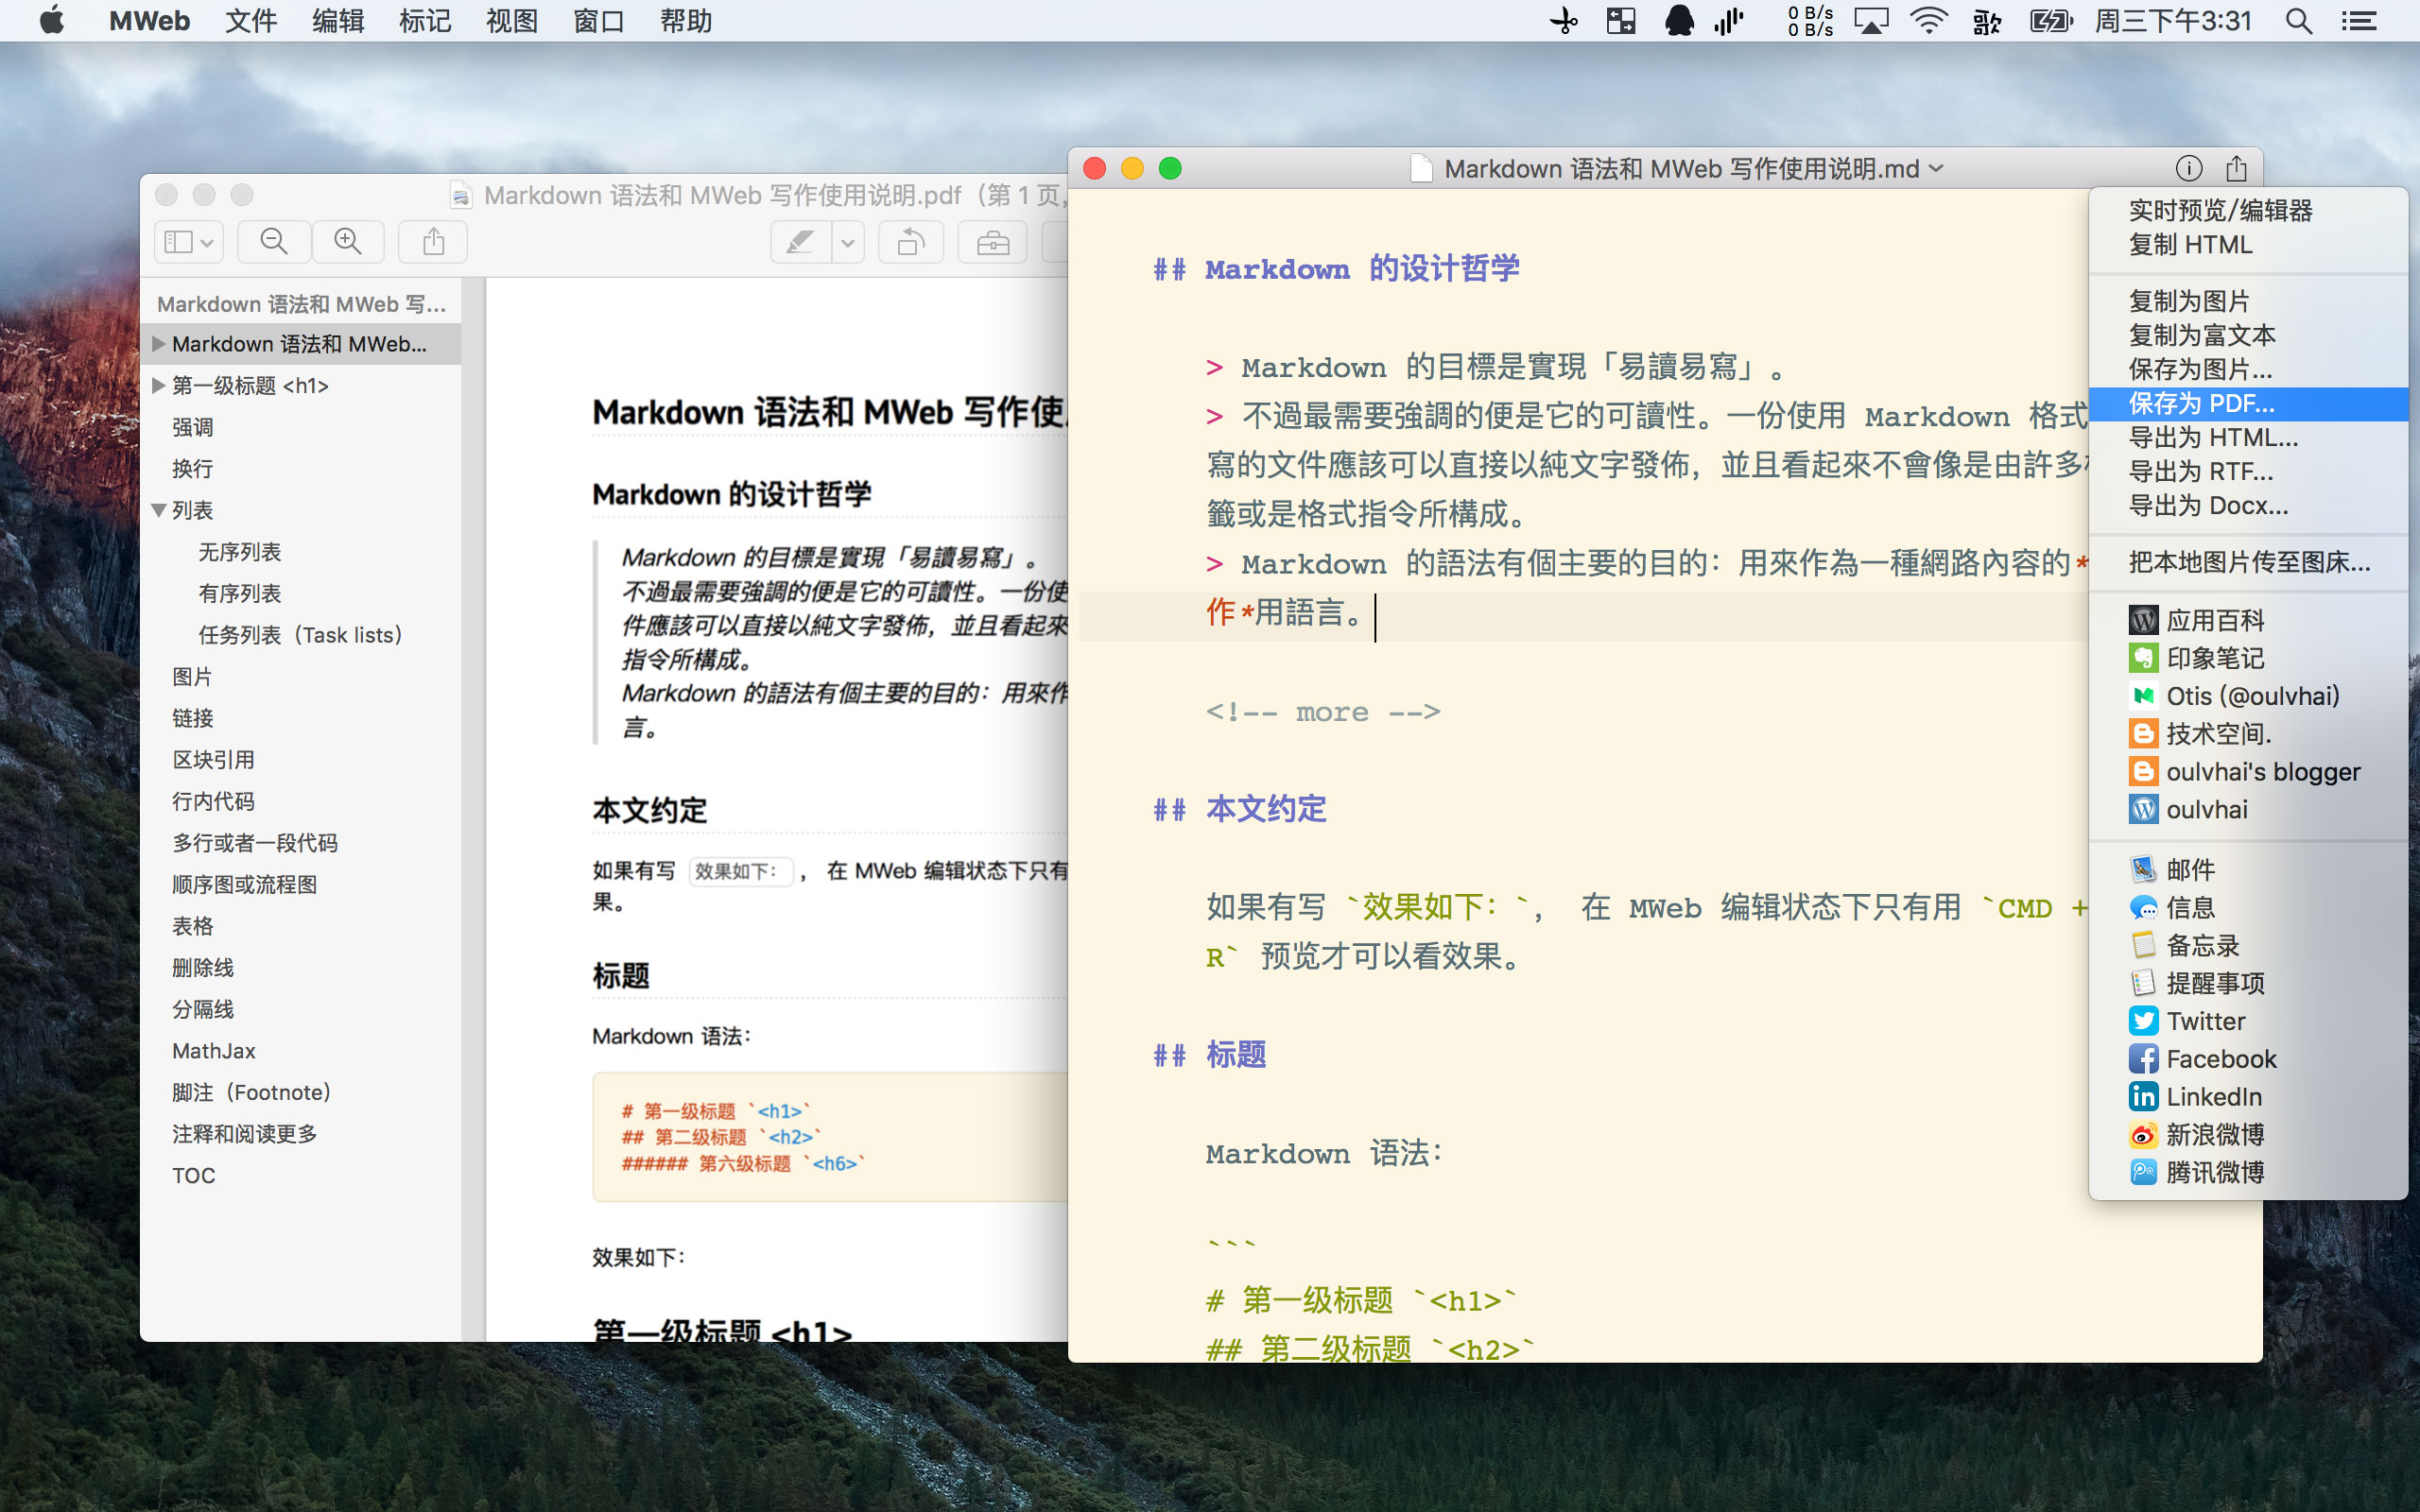 MWeb 文件 编辑 标记 视图 窗口 帮助
0 B/s
0 B/s
歌
周三下午3:31
Markdown 语法和 MWeb 写作使用说明.pdf（第 1 页，
Markdown 语法和 MWeb 写...
Markdown 语法和 MWeb...
第一级标题 <h1>
强调
换行
列表
无序列表
有序列表
任务列表（Task lists）
图片
链接
区块引用
行内代码
多行或者一段代码
顺序图或流程图
表格
删除线
分隔线
MathJax
脚注（Footnote）
注释和阅读更多
TOC
Markdown 语法和 MWeb 写作使
Markdown 的设计哲学
Markdown 的目標是實現「易讀易寫」。
不過最需要強調的便是它的可讀性。一份使
件應該可以直接以純文字發佈，並且看起來
指令所構成。
Markdown 的語法有個主要的目的：用來作
言。
本文约定
如果有写 效果如下： ， 在 MWeb 编辑状态下只有
果。
标题
Markdown 语法：
# 第一级标题 `<h1>`
## 第二级标题 `<h2>`
###### 第六级标题 `<h6>`
效果如下：
第一级标题 <h1>
Markdown 语法和 MWeb 写作使用说明.md
## Markdown 的设计哲学
> Markdown 的目標是實現「易讀易寫」。
> 不過最需要強調的便是它的可讀性。一份使用 Markdown 格式
寫的文件應該可以直接以純文字發佈，並且看起來不會像是由許多
籤或是格式指令所構成。
> Markdown 的語法有個主要的目的：用來作為一種網路內容的*
作*用語言。
<!-- more -->
## 本文约定
如果有写 `效果如下：`， 在 MWeb 编辑状态下只有用 `CMD +
R` 预览才可以看效果。
## 标题
Markdown 语法：
```
# 第一级标题 `<h1>`
## 第二级标题 `<h2>`
实时预览/编辑器
复制 HTML
复制为图片
复制为富文本
保存为图片...
保存为 PDF...
导出为 HTML...
导出为 RTF...
导出为 Docx...
把本地图片传至图床...
应用百科
印象笔记
Otis (@oulvhai)
技术空间.
oulvhai's blogger
oulvhai
邮件
信息
备忘录
提醒事项
Twitter
Facebook
LinkedIn
新浪微博
腾讯微博